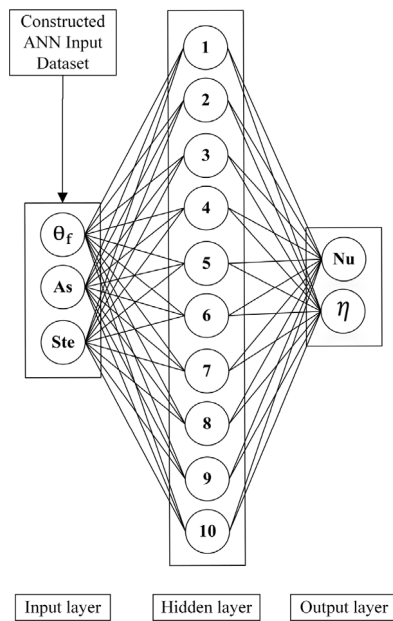 Constructed
ANN Input
Dataset
θf
As
Ste
1
2
3
4
5
6
7
8
9
10
Nu
η
Input layer
Hidden layer
Output layer